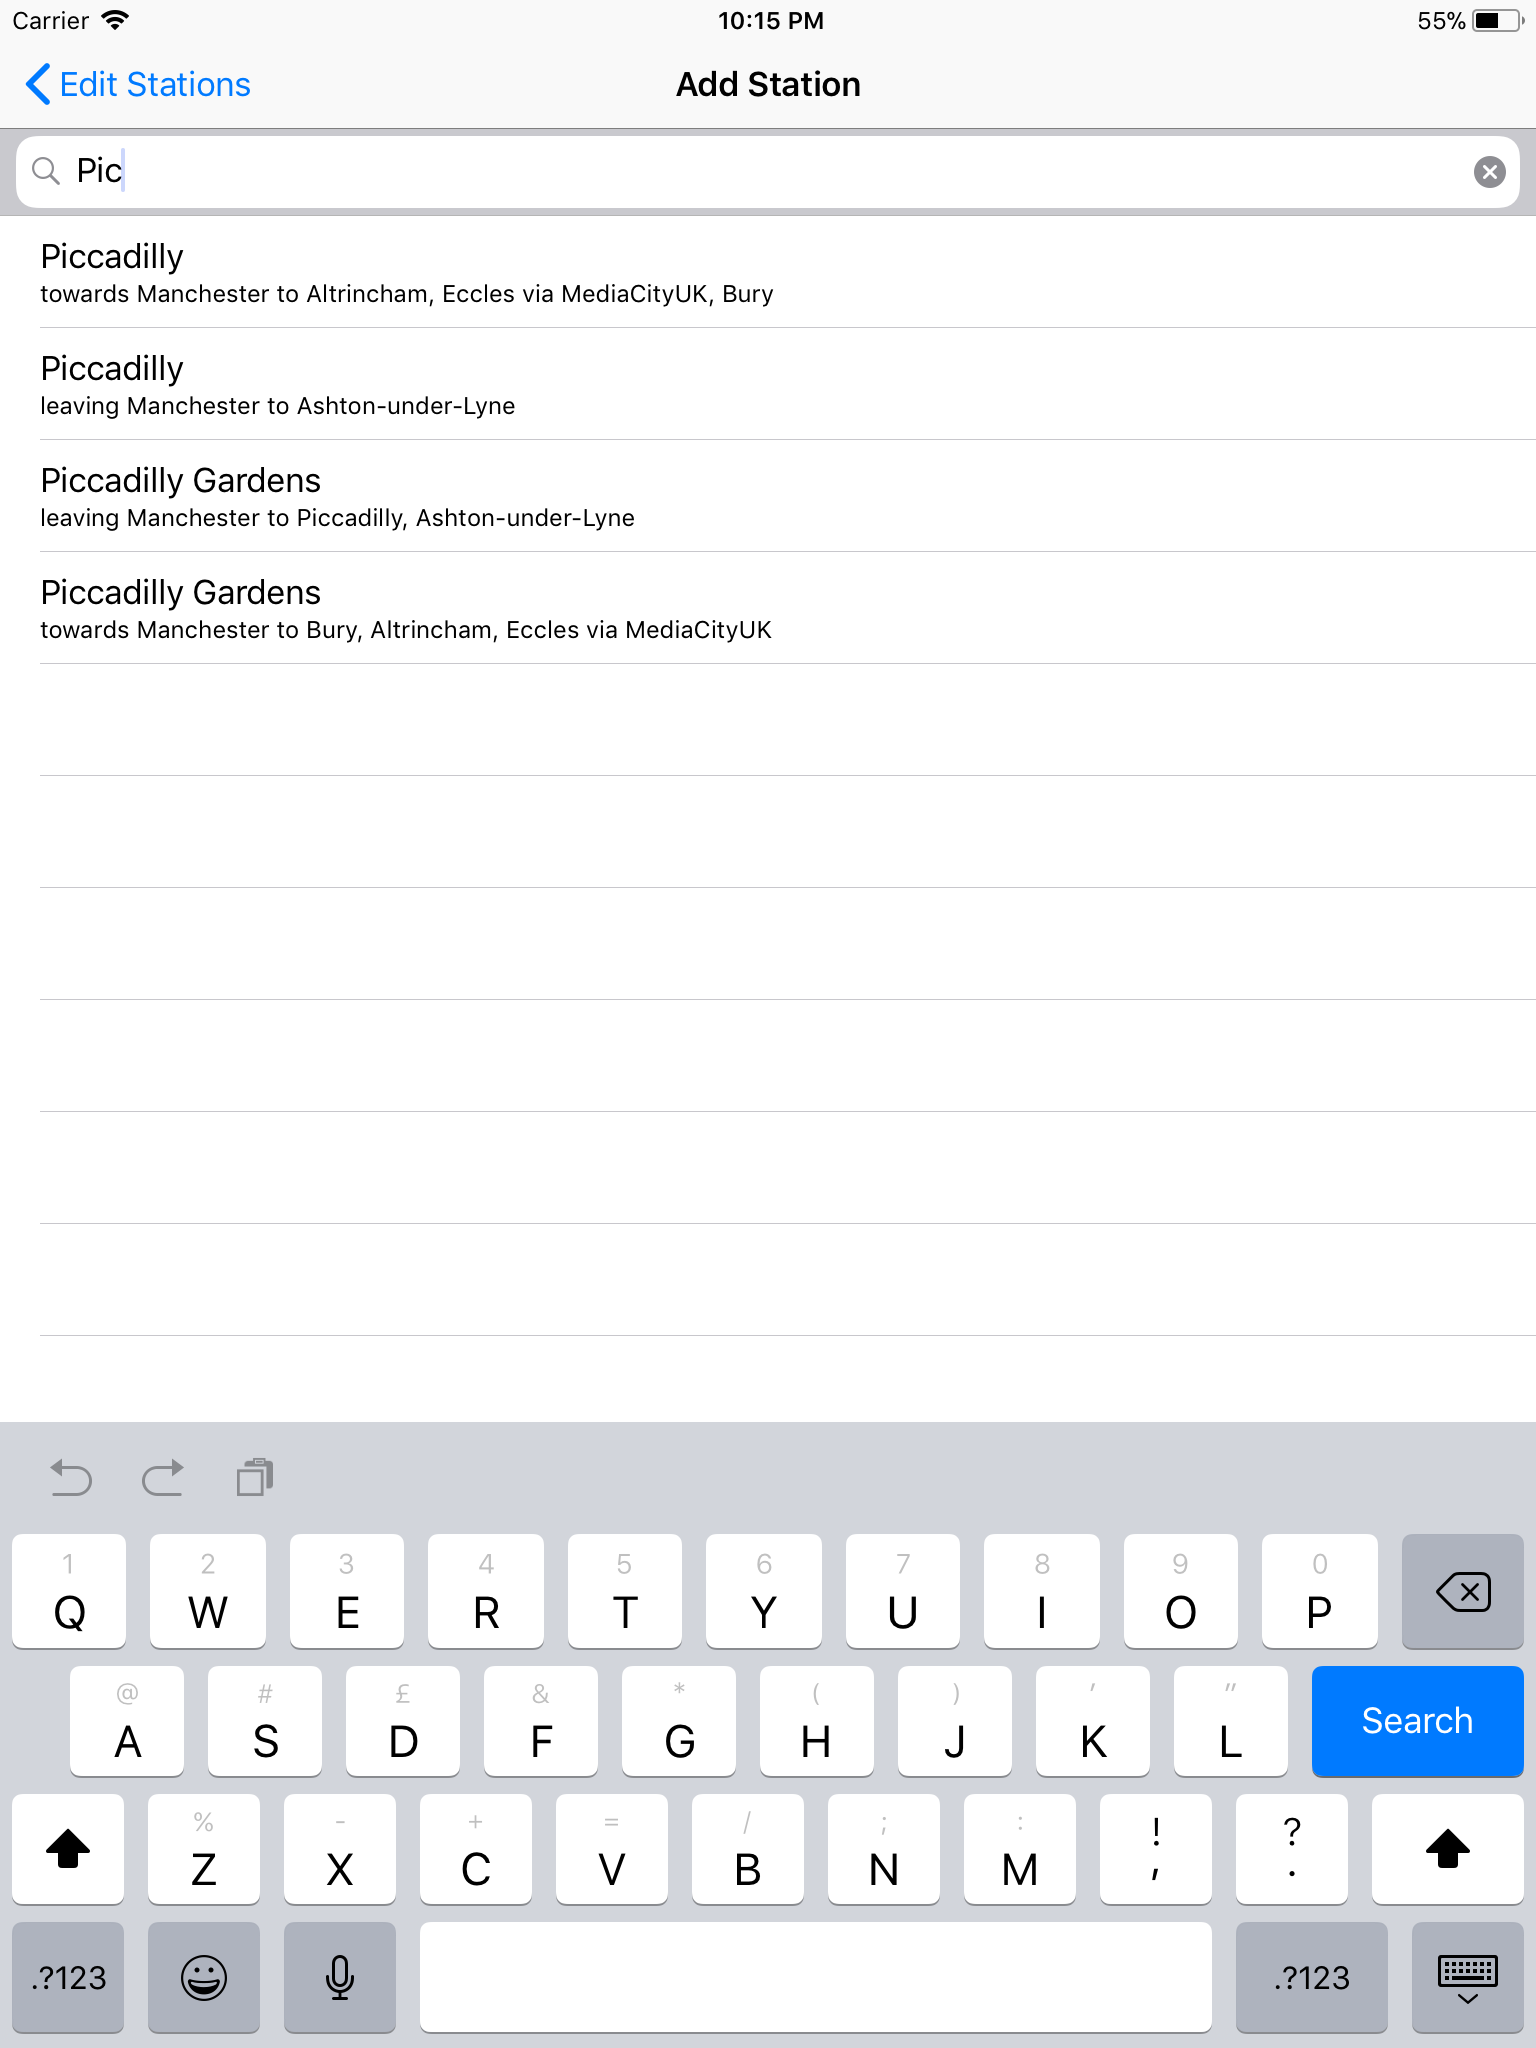 Carrier 10:15 PM 55%
Edit Stations Add Station
Pic
Piccadilly
towards Manchester to Altrincham, Eccles via MediaCityUK, Bury
Piccadilly
leaving Manchester to Ashton-under-Lyne
Piccadilly Gardens
leaving Manchester to Piccadilly, Ashton-under-Lyne
Piccadilly Gardens
towards Manchester to Bury, Altrincham, Eccles via MediaCityUK
1 2 3 4 5 6 7 8 9 0
Q W E R T Y U I O P
@ # £ & * ( ) ' "
A S D F G H J K L Search
% - + = / ; : ! ?
Z X C V B N M , .
.?123 .?123